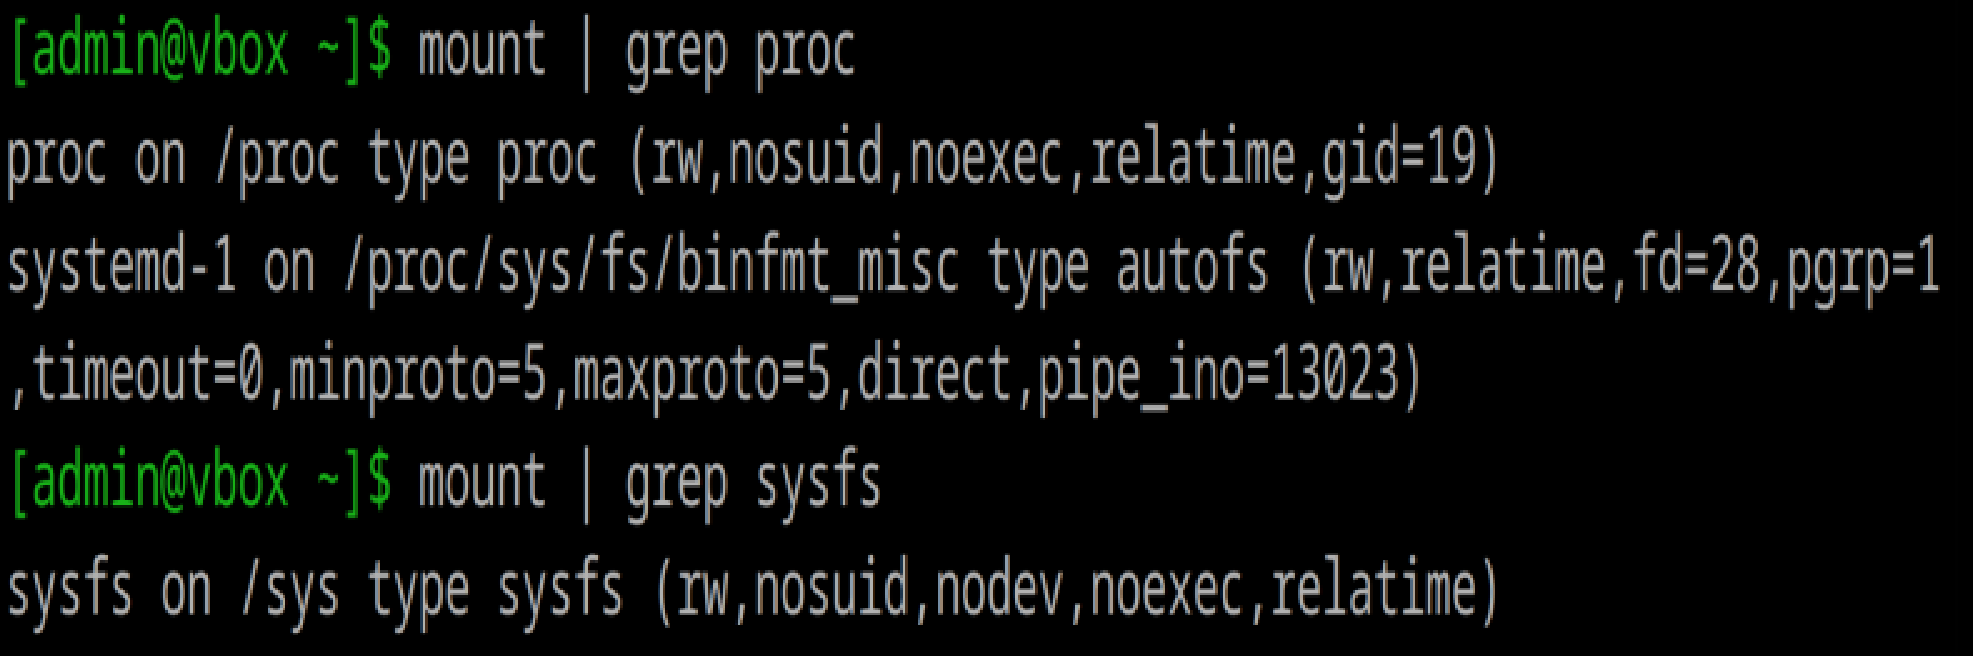 [admin@vbox ~]$ mount | grep proc
proc on /proc type proc (rw,nosuid,noexec,relatime,gid=19)
systemd-1 on /proc/sys/fs/binfmt_misc type autofs (rw,relatime,fd=28,pgrp=1
,timeout=0,minproto=5,maxproto=5,direct,pipe_ino=13023)
[admin@vbox ~]$ mount | grep sysfs
sysfs on /sys type sysfs (rw,nosuid,nodev,noexec,relatime)